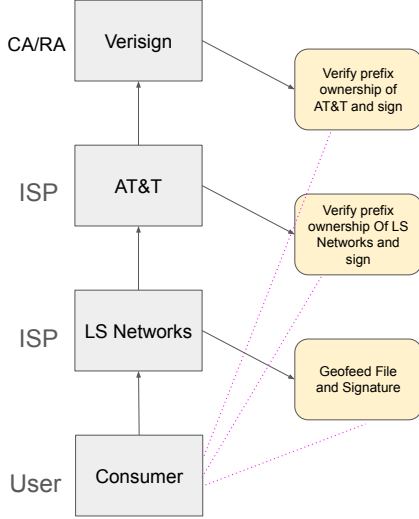 CA/RA
Verisign
Verify prefix
ownership of
AT&T and sign
ISP
AT&T
Verify prefix
ownership Of LS
Networks and
sign
ISP
LS Networks
Geofeed File
and Signature
User
Consumer